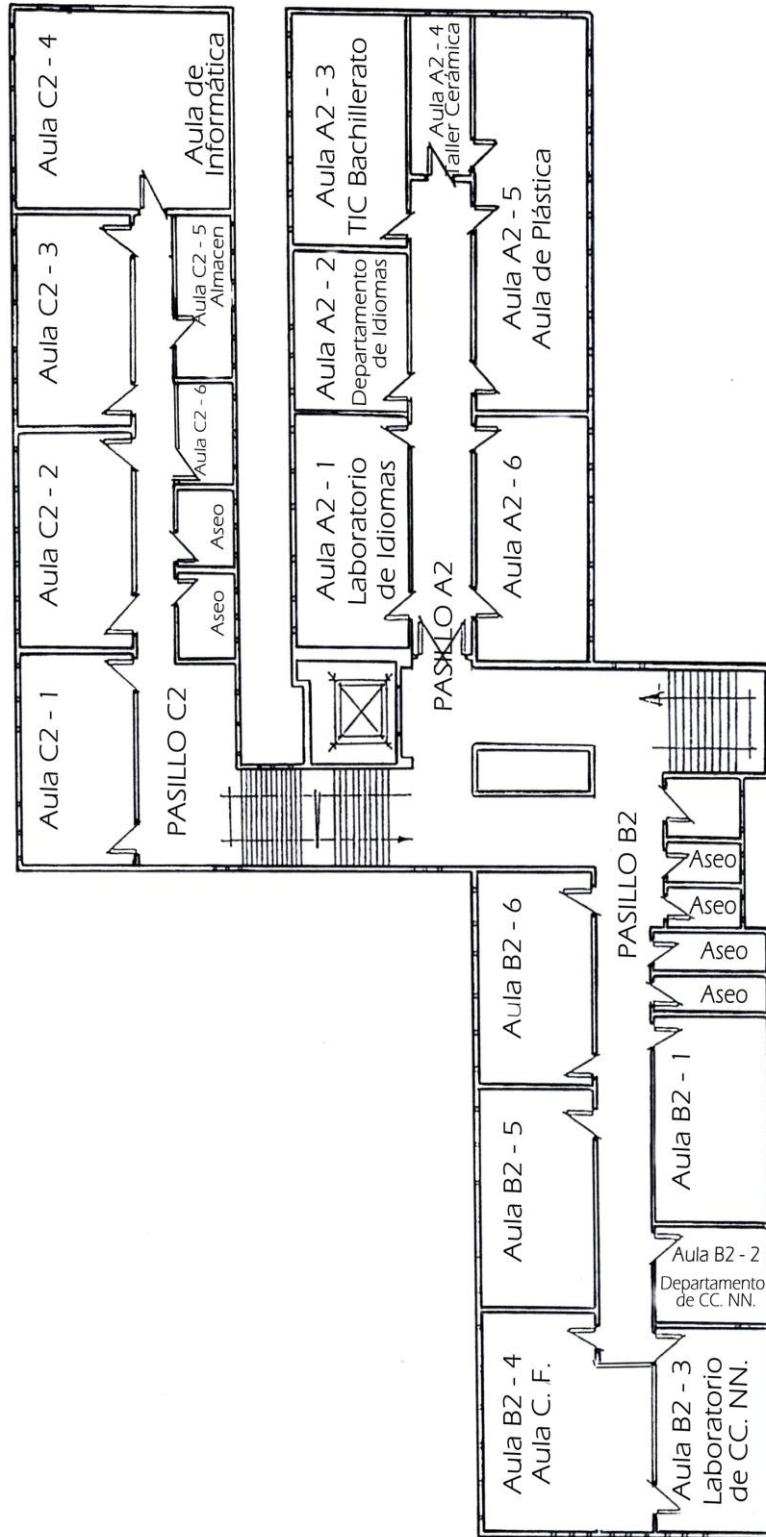 Aula C2 - 1
Aula C2 - 2
Aula C2 - 3
Aula C2 - 4
Aula de
Informática
PASILLO C2
Aseo
Aseo
Aula C2 - 6
Aula C2 - 5
Almacen
Aula A2 - 1
Laboratorio
de Idiomas
Aula A2 - 2
Departamento
de Idiomas
Aula A2 - 3
TIC Bachillerato
Aula A2 - 4
Taller Cerámica
PASILLO A2
Aula A2 - 6
Aula A2 - 5
Aula de Plástica
Aula B2 - 4
Aula C. F.
Aula B2 - 5
Aula B2 - 6
PASILLO B2
Aula B2 - 3
Laboratorio
de CC. NN.
Aula B2 - 2
Departamento
de CC. NN.
Aula B2 - 1
Aseo
Aseo
Aseo
Aseo